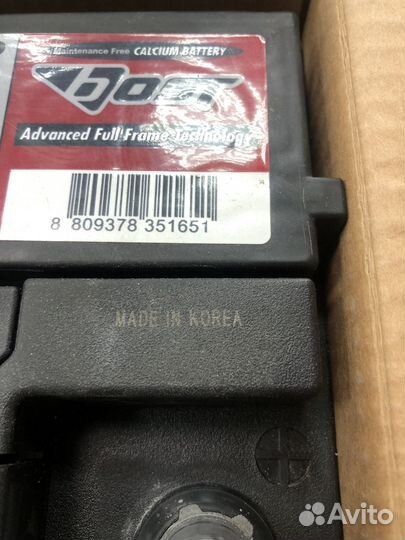 Maintenance Free CALCIUM BATTERY
bost
Advanced Full Frame Technology
8 809378 351651
MADE IN KOREA
Avito